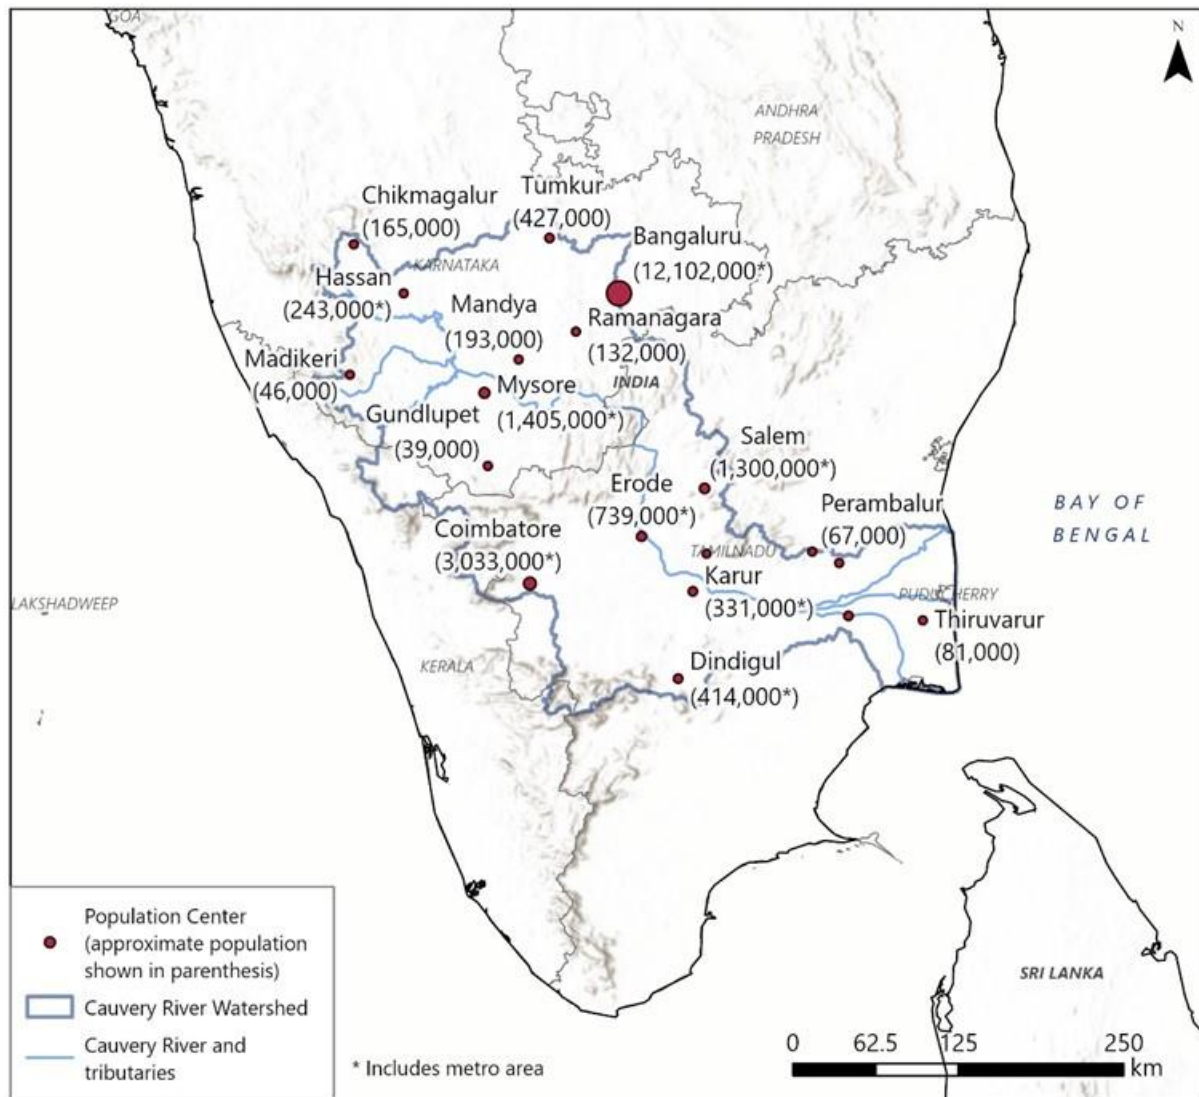 GOA
N
ANDHRA
PRADESH
Chikmagalur
(165,000)
Tumkur
(427,000)
Bangaluru
(12,102,000*)
KARNATAKA
Hassan
(243,000*)
Mandya
(193,000)
Ramanagara
(132,000)
Madikeri
(46,000)
INDIA
Mysore
(1,405,000*)
Gundlupet
(39,000)
Salem
(1,300,000*)
Erode
(739,000*)
Perambalur
(67,000)
BAY OF
BENGAL
Coimbatore
(3,033,000*)
TAMILNADU
Karur
(331,000*)
PUDUCHERRY
LAKSHADWEEP
Thiruvarur
(81,000)
KERALA
Dindigul
(414,000*)
SRI LANKA
Population Center
(approximate population
shown in parenthesis)
Cauvery River Watershed
Cauvery River and
tributaries
* Includes metro area
0 62.5 125 250
km